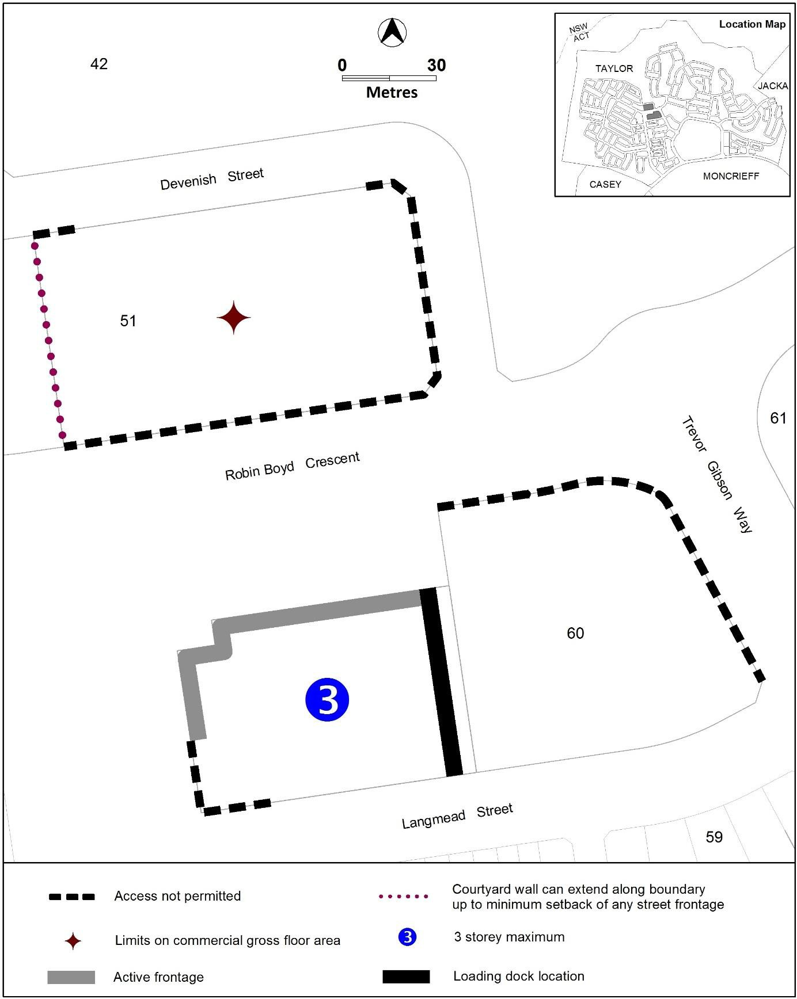 Location Map
NSW
ACT
TAYLOR
JACKA
MONCRIEFF
CASEY
42
0 30
Metres
Devenish Street
51
Robin Boyd Crescent
61
Trevor Gibson Way
60
3
Langmead Street
59
Access not permitted
Courtyard wall can extend along boundary
up to minimum setback of any street frontage
Limits on commercial gross floor area
3
3 storey maximum
Active frontage
Loading dock location